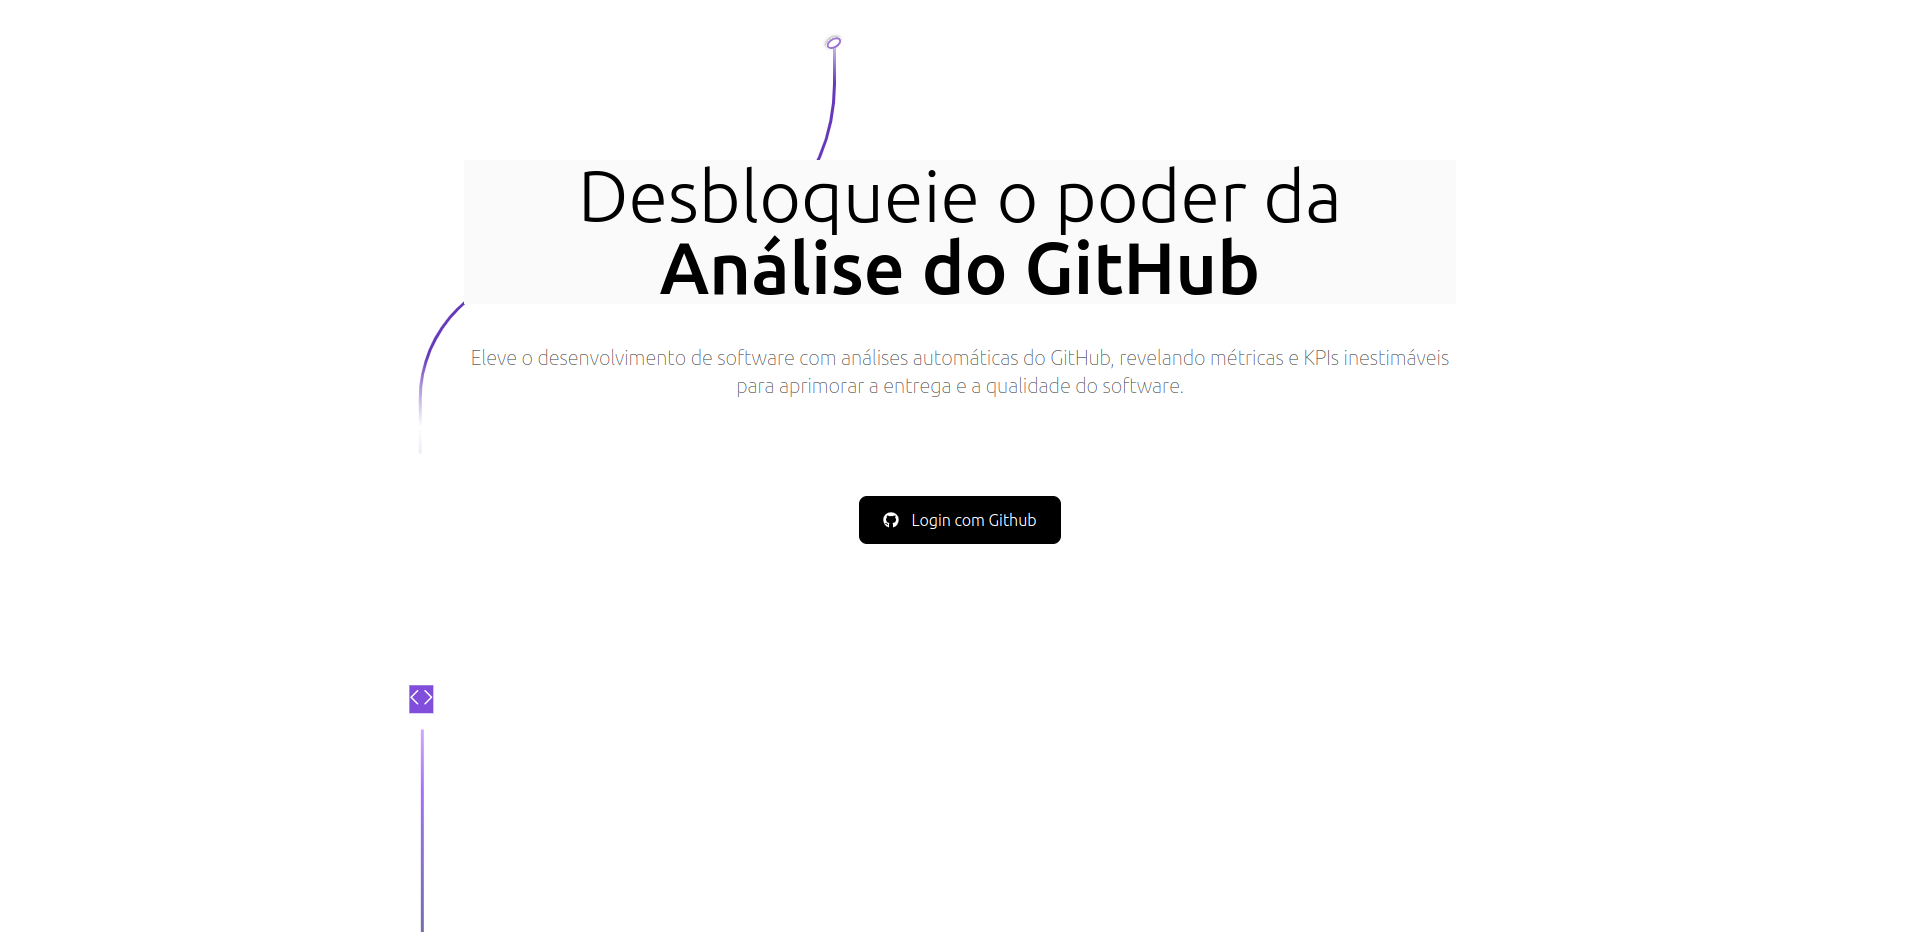 Desbloqueie o poder da
Análise do GitHub
Eleve o desenvolvimento de software com análises automáticas do GitHub, revelando métricas e KPIs inestimáveis
para aprimorar a entrega e a qualidade do software.
Login com Github